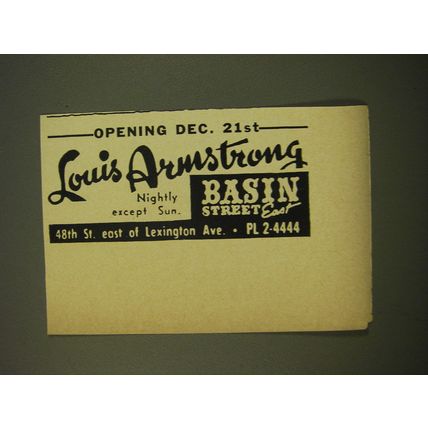 OPENING DEC. 21st
Louis Armstrong
Nightly
except Sun.
BASIN
STREET East
48th St. east of Lexington Ave. • PL 2-4444